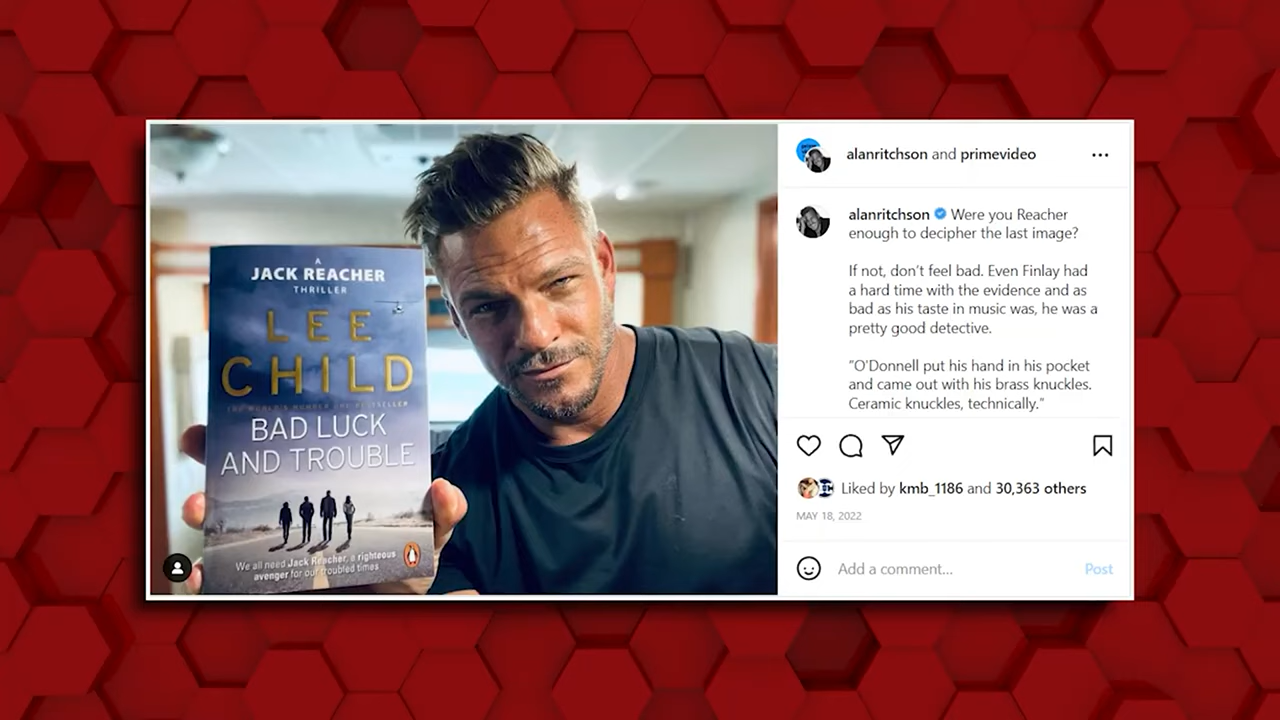 A
JACK REACHER
THRILLER
LEE
CHILD
THE WORLD'S NUMBER ONE BESTSELLER
BAD LUCK
AND TROUBLE
We all need Jack Reacher, a righteous
avenger for our troubled times
alanritchson and primevideo
alanritchson Were you Reacher
enough to decipher the last image?
If not, don't feel bad. Even Finlay had
a hard time with the evidence and as
bad as his taste in music was, he was a
pretty good detective.
"O'Donnell put his hand in his pocket
and came out with his brass knuckles.
Ceramic knuckles, technically."
Liked by kmb_1186 and 30,363 others
MAY 18, 2022
Add a comment... Post